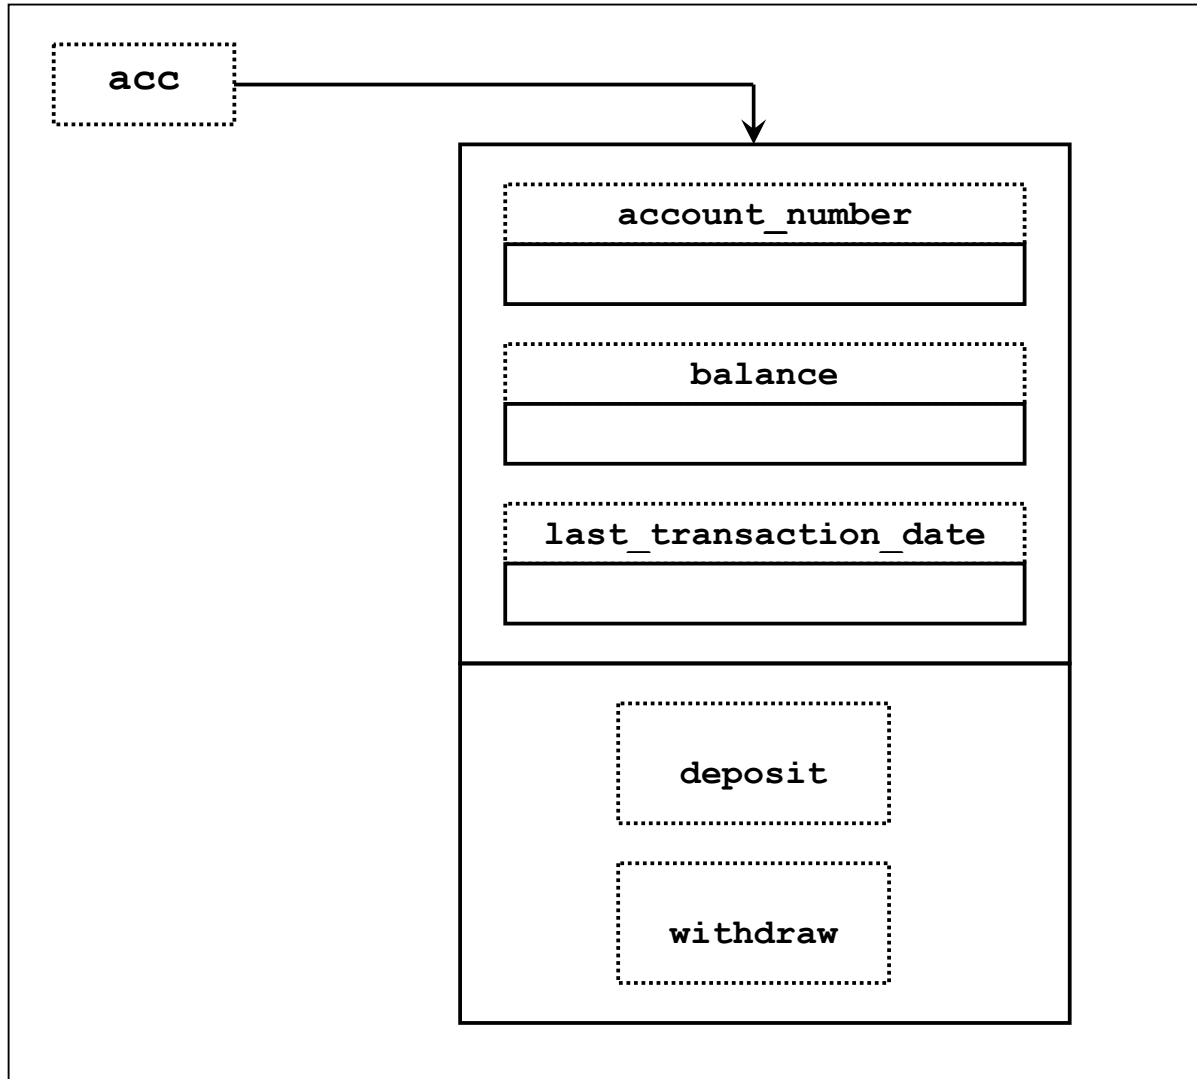 acc
account_number
balance
last_transaction_date
deposit
withdraw